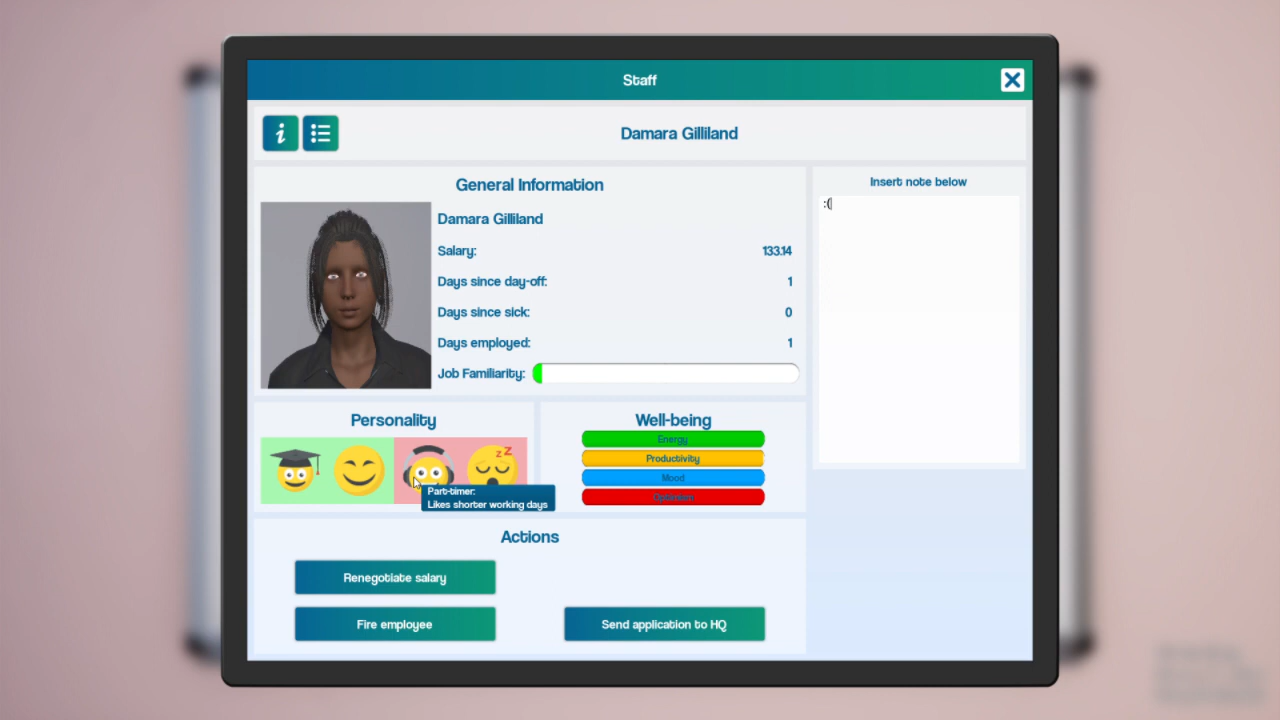 Staff
i
Damara Gilliland
General Information
Damara Gilliland
Salary: 133.14
Days since day-off: 1
Days since sick: 0
Days employed: 1
Job Familiarity:
Insert note below
:(
Personality
z Z
Part-timer:
Likes shorter working days
Well-being
Energy
Productivity
Mood
Optimism
Actions
Renegotiate salary
Fire employee
Send application to HQ